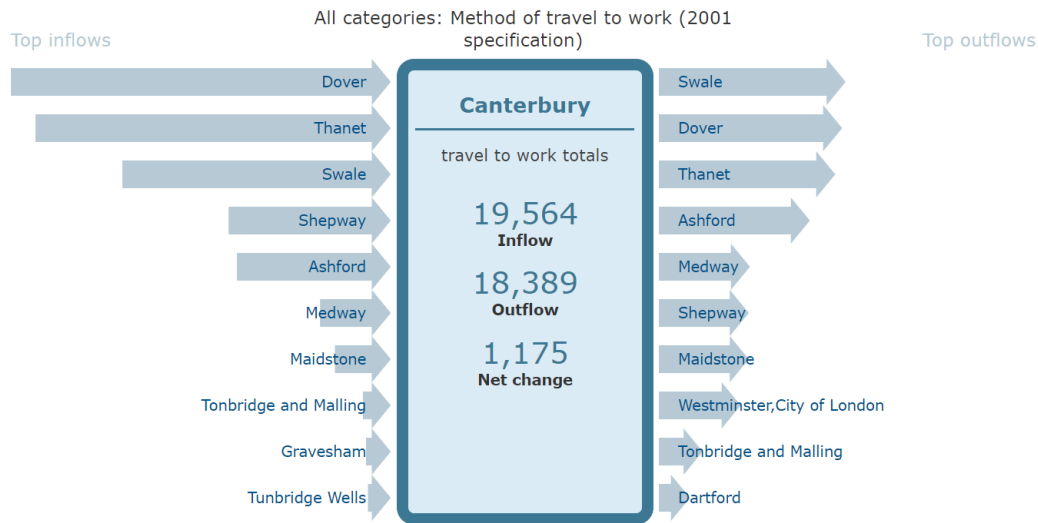 All categories: Method of travel to work (2001
specification)
Top inflows
Top outflows
Dover
Thanet
Swale
Shepway
Ashford
Medway
Maidstone
Tonbridge and Malling
Gravesham
Tunbridge Wells
Canterbury
travel to work totals
19,564
Inflow
18,389
Outflow
1,175
Net change
Swale
Dover
Thanet
Ashford
Medway
Shepway
Maidstone
Westminster,City of London
Tonbridge and Malling
Dartford